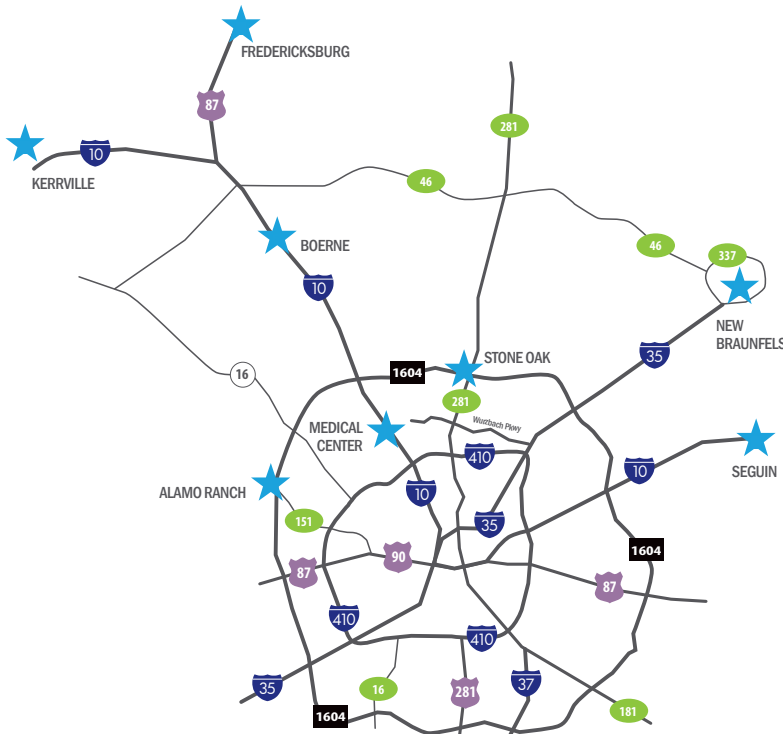 FREDERICKSBURG
87
10
KERRVILLE
281
46
BOERNE
46
337
10
NEW
BRAUNFELS
35
STONE OAK
1604
16
281
Wurzbach Pkwy
MEDICAL
CENTER
410
10
SEGUIN
ALAMO RANCH
10
151
35
1604
90
87
87
410
410
35
16
281
37
181
1604